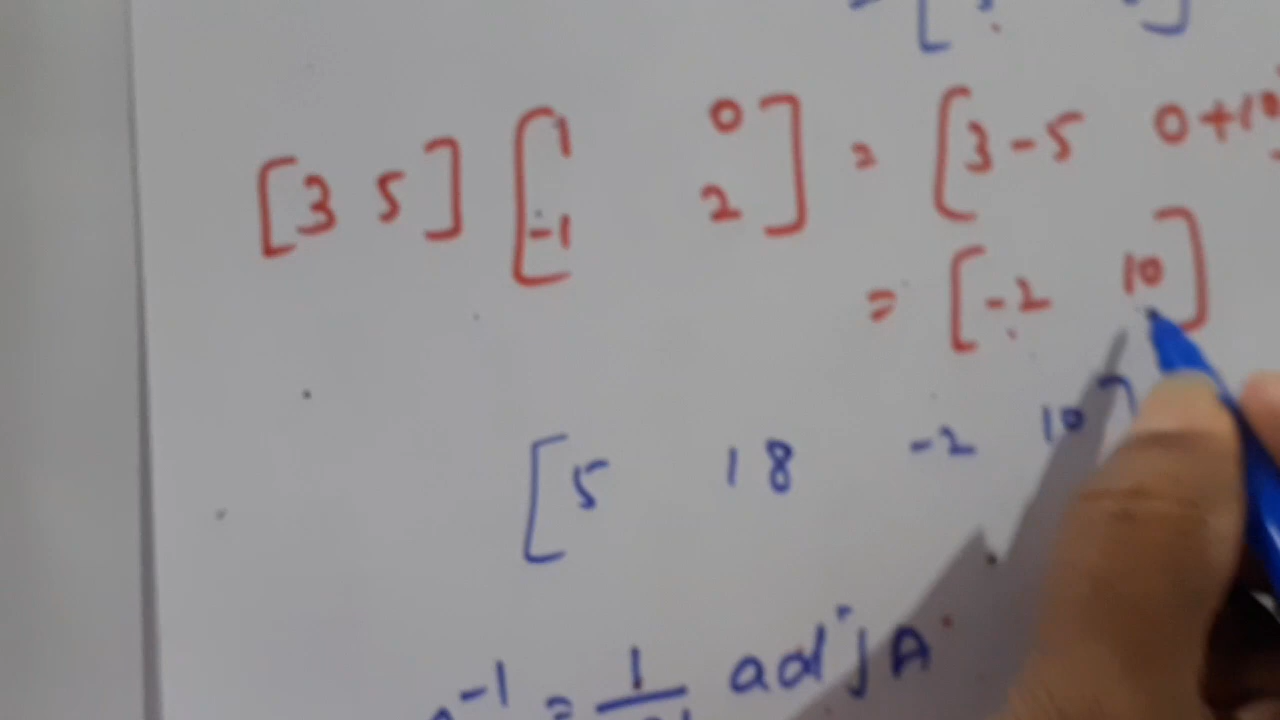 [3 5] [1 0
-1 2] = [3-5 0+10
= [-2 10]
[5 18 -2 10]
-1 = 1 adj A